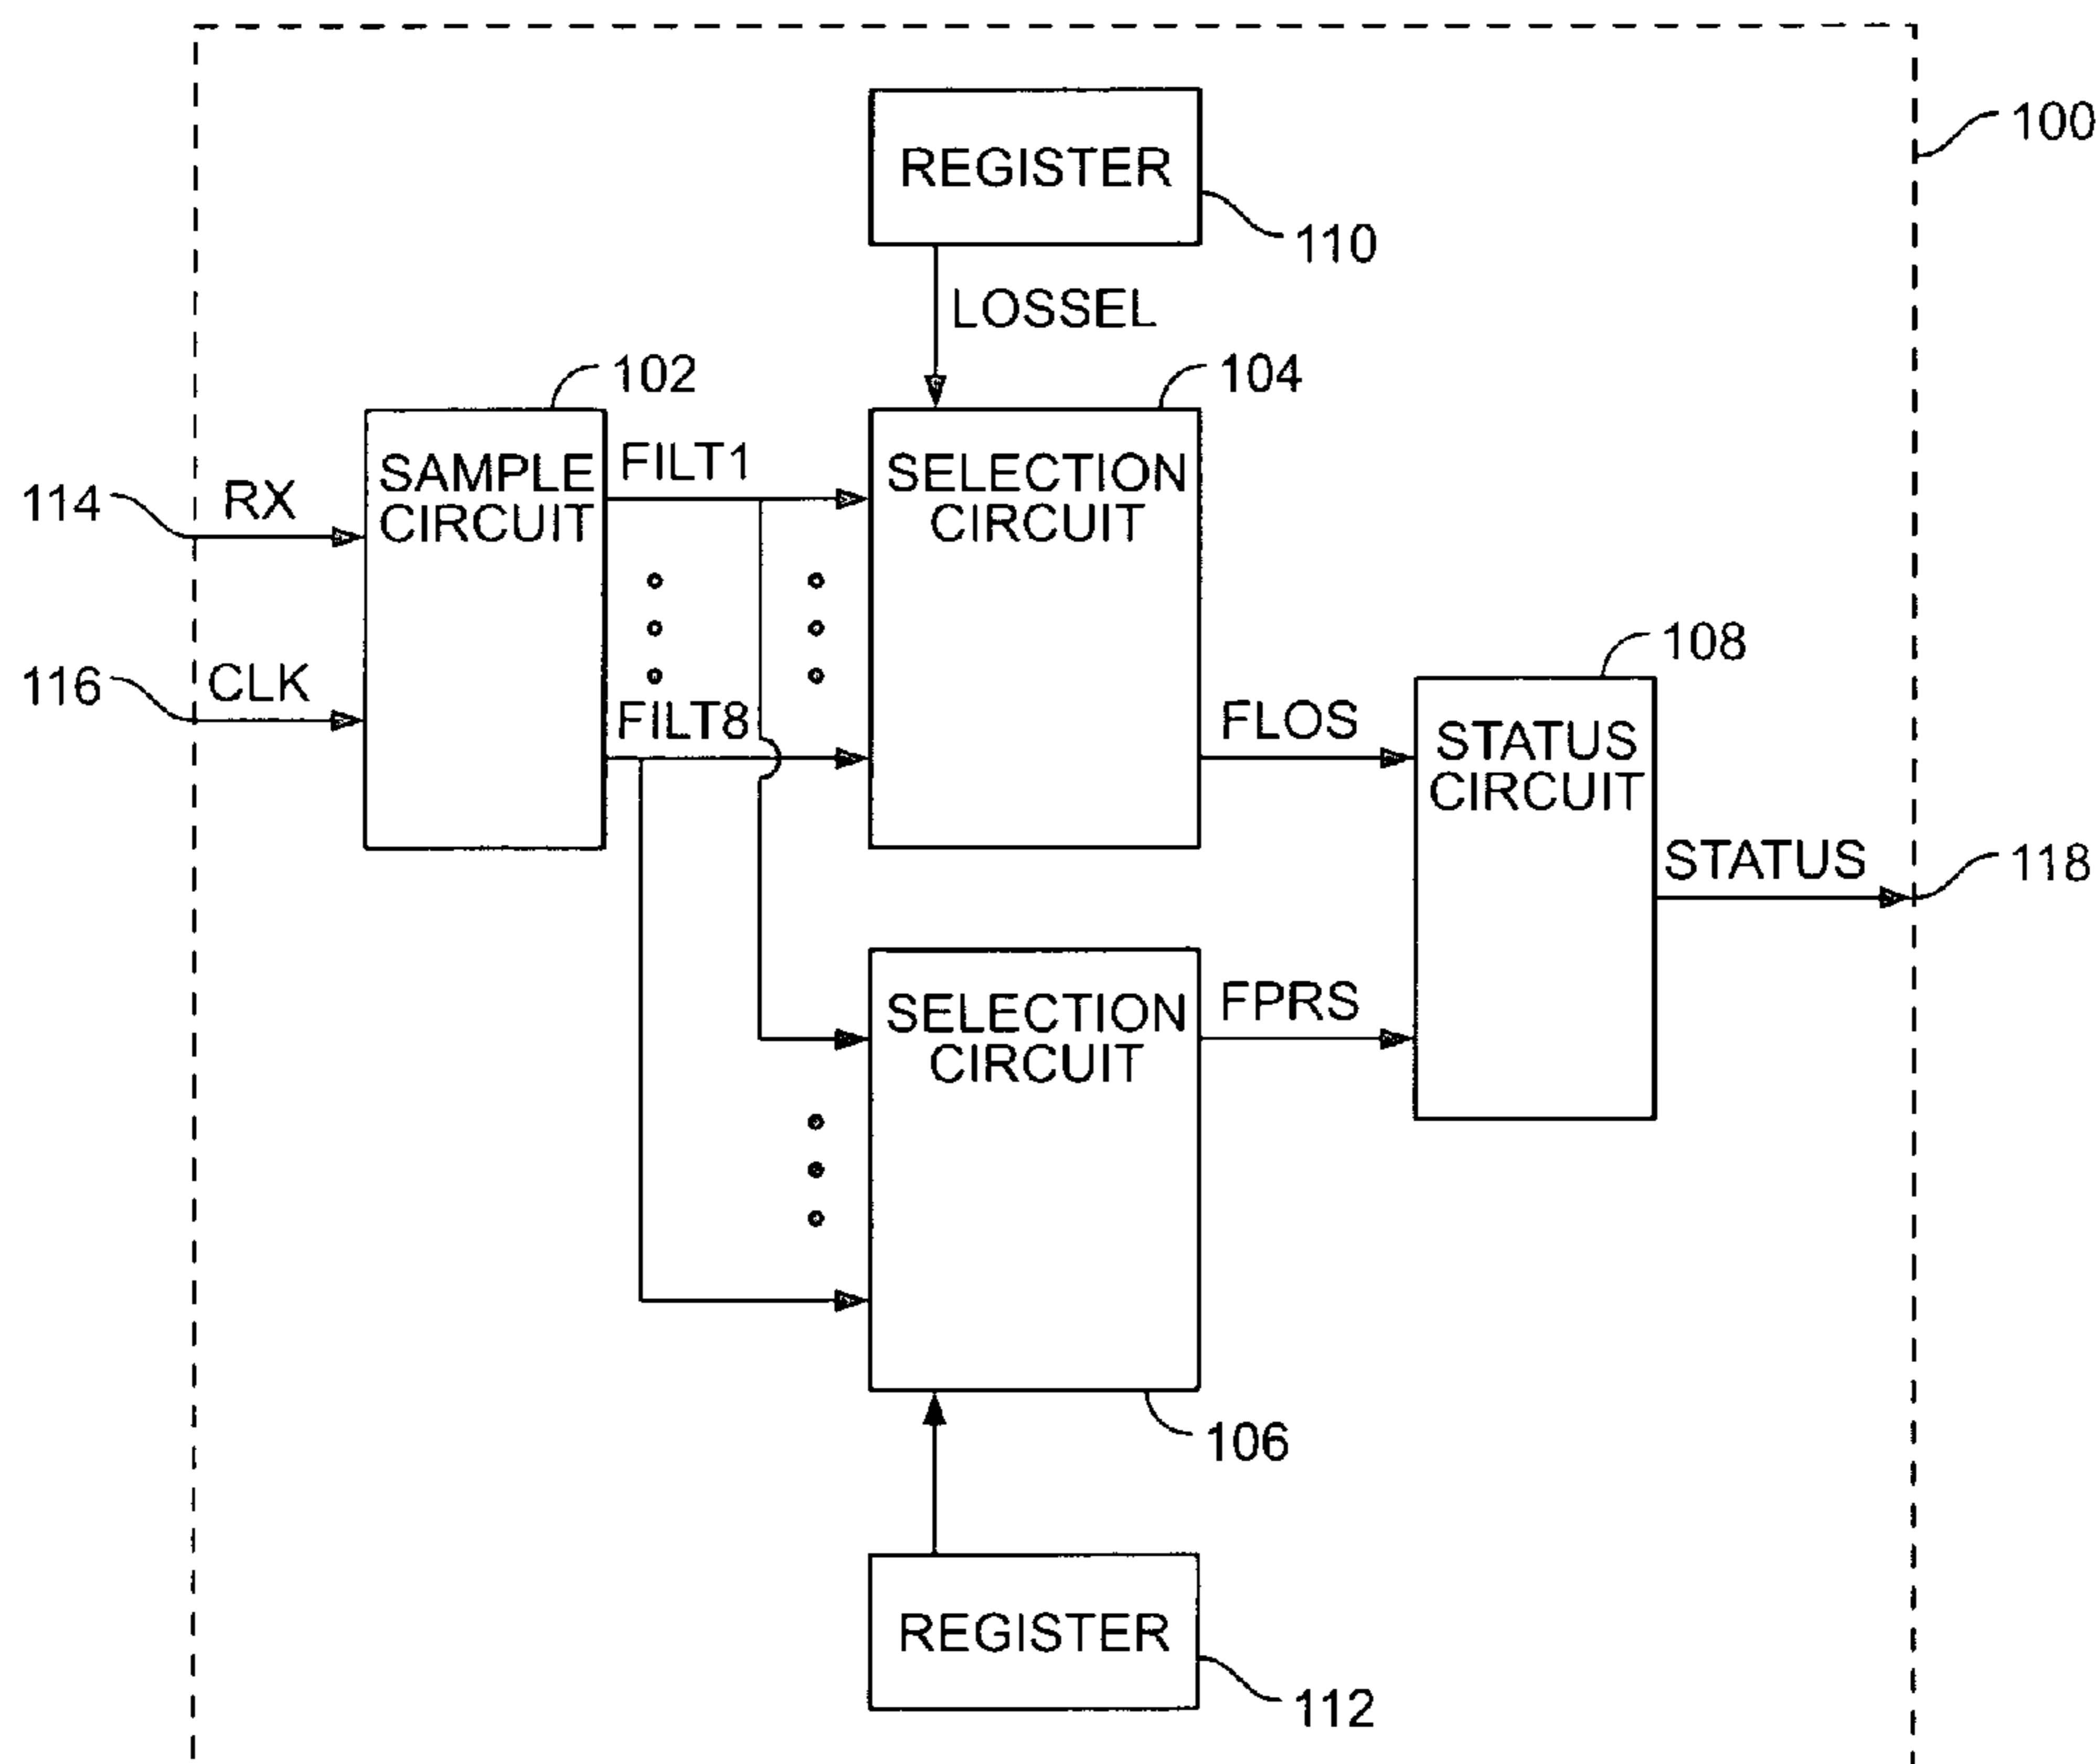 100
REGISTER
110
LOSSEL
102
104
SAMPLE
CIRCUIT
FILT1
SELECTION
CIRCUIT
114
RX
116
CLK
FILT8
108
FLOS
STATUS
CIRCUIT
STATUS
118
SELECTION
CIRCUIT
FPRS
106
REGISTER
112